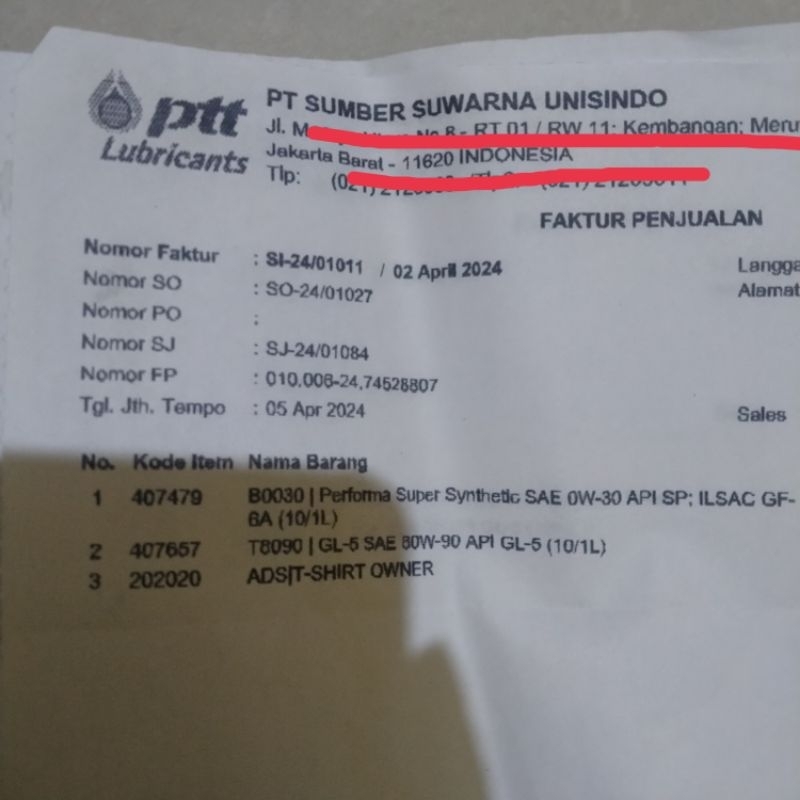 ptt
Lubricants
PT SUMBER SUWARNA UNISINDO
Jl. No 8 - RT 01 / RW 11; Kembangan; Meru
Jakarta Barat - 11620 INDONESIA
Tlp:
FAKTUR PENJUALAN
Nomor Faktur : SI-24/01011 / 02 April 2024
Langga
Nomor SO : SO-24/01027
Alamat
Nomor PO :
Nomor SJ : SJ-24/01084
Nomor FP : 010.006-24.74528807
Tgl. Jth. Tempo : 05 Apr 2024
Sales
No. Kode Item Nama Barang
1 407479 B0030 | Performa Super Synthetic SAE 0W-30 API SP; ILSAC GF-
6A (10/1L)
2 407657 T8090 | GL-5 SAE 80W-90 API GL-5 (10/1L)
3 202020 ADS|T-SHIRT OWNER